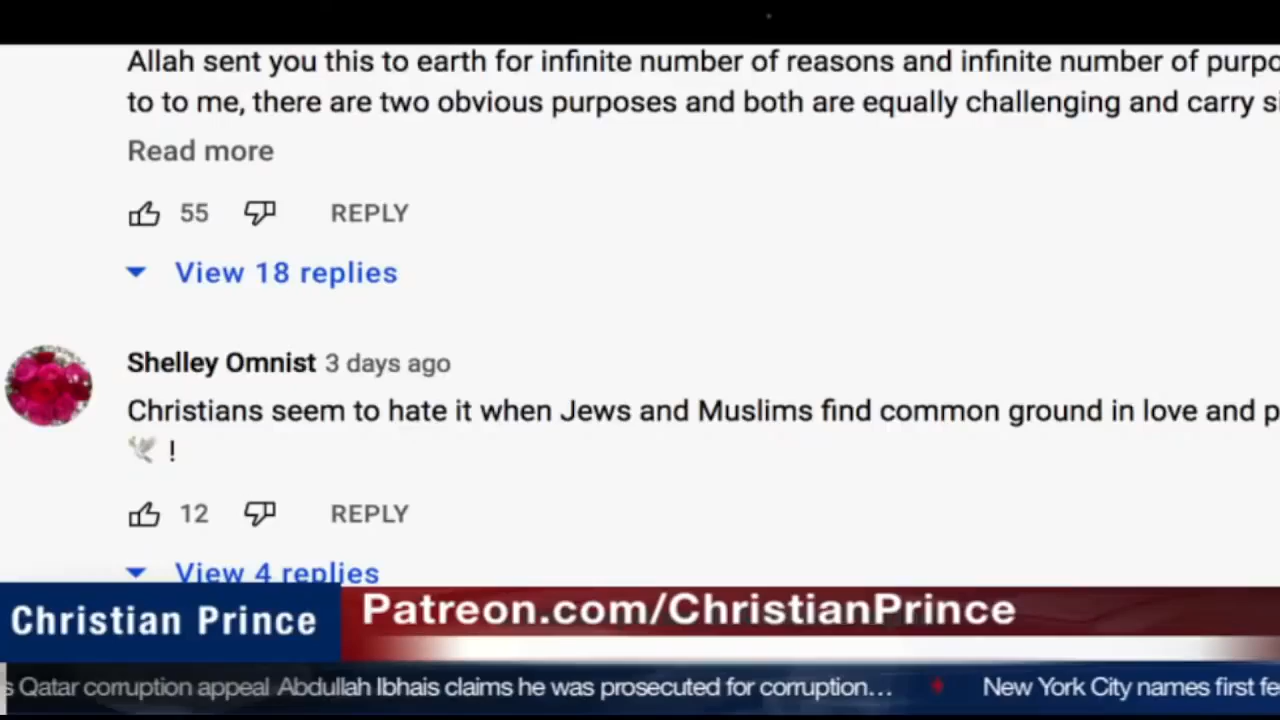 Allah sent you this to earth for infinite number of reasons and infinite number of
to to me, there are two obvious purposes and both are equally challenging and carry
Read more
55 REPLY
View 18 replies
Shelley Omnist 3 days ago
Christians seem to hate it when Jews and Muslims find common ground in love and
🕊 !
12 REPLY
View 4 replies
Christian Prince
Patreon.com/ChristianPrince
Qatar corruption appeal Abdullah Ibhais claims he was prosecuted for corruption... New York City names first